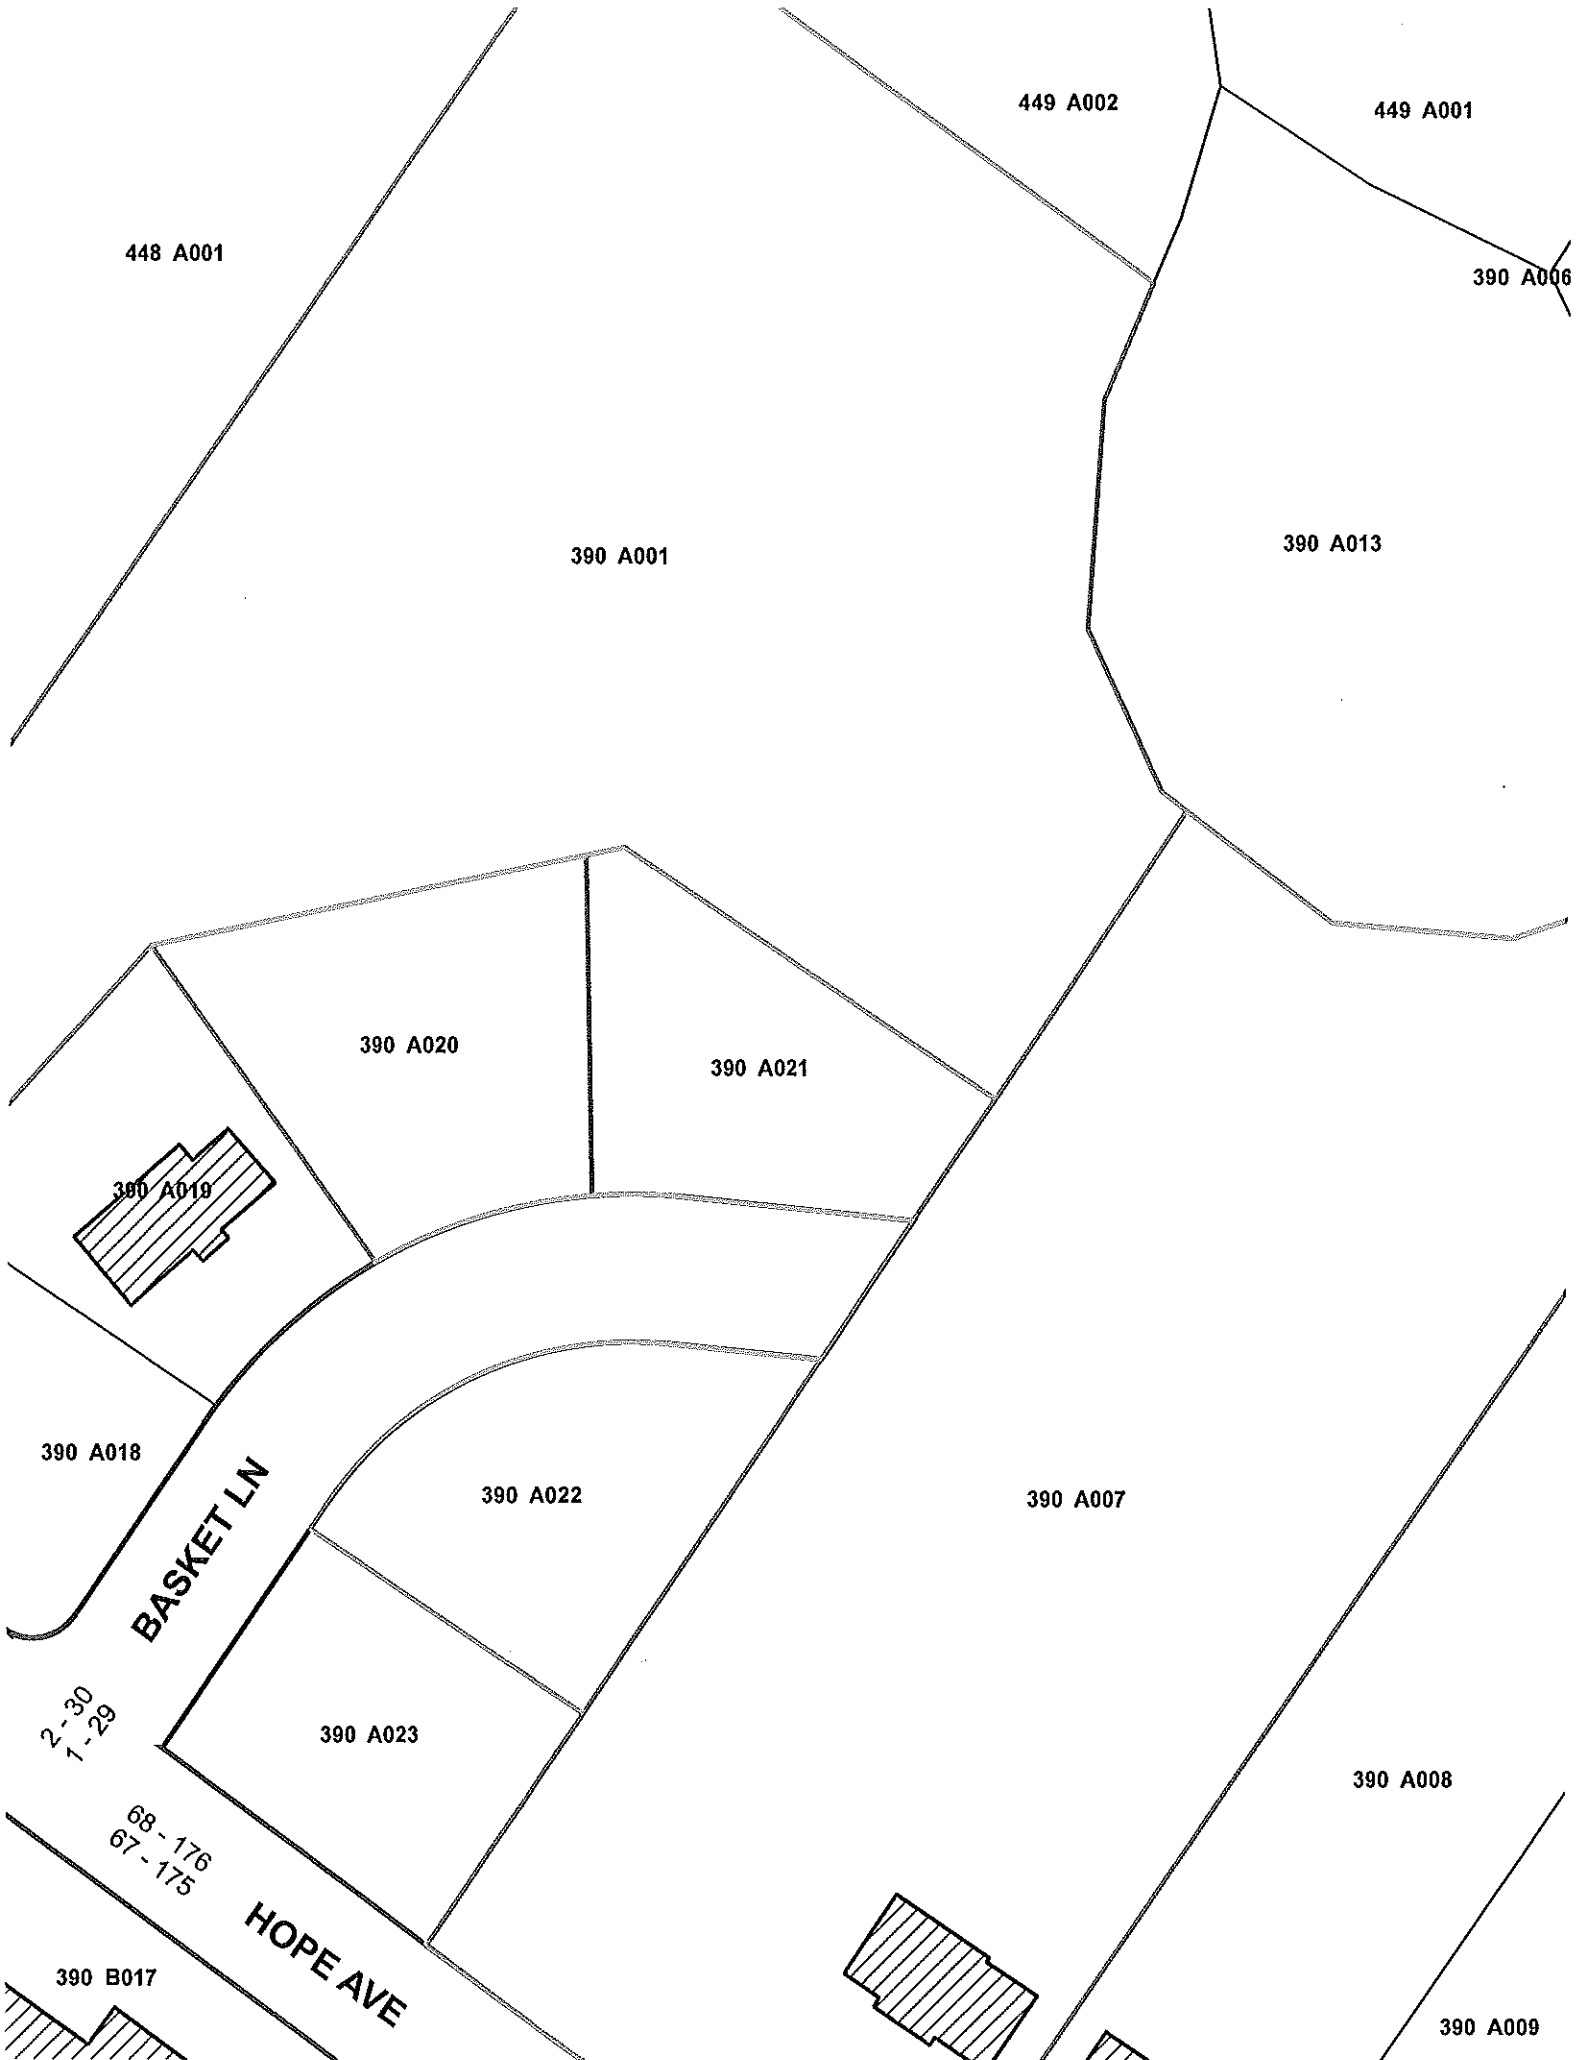 449 A002
449 A001
448 A001
390 A006
390 A001
390 A013
390 A020
390 A021
390 A019
390 A018
390 A022
390 A007
BASKET LN
2 - 30
1 - 29
390 A023
390 A008
68 - 176
67 - 175
HOPE AVE
390 B017
390 A009